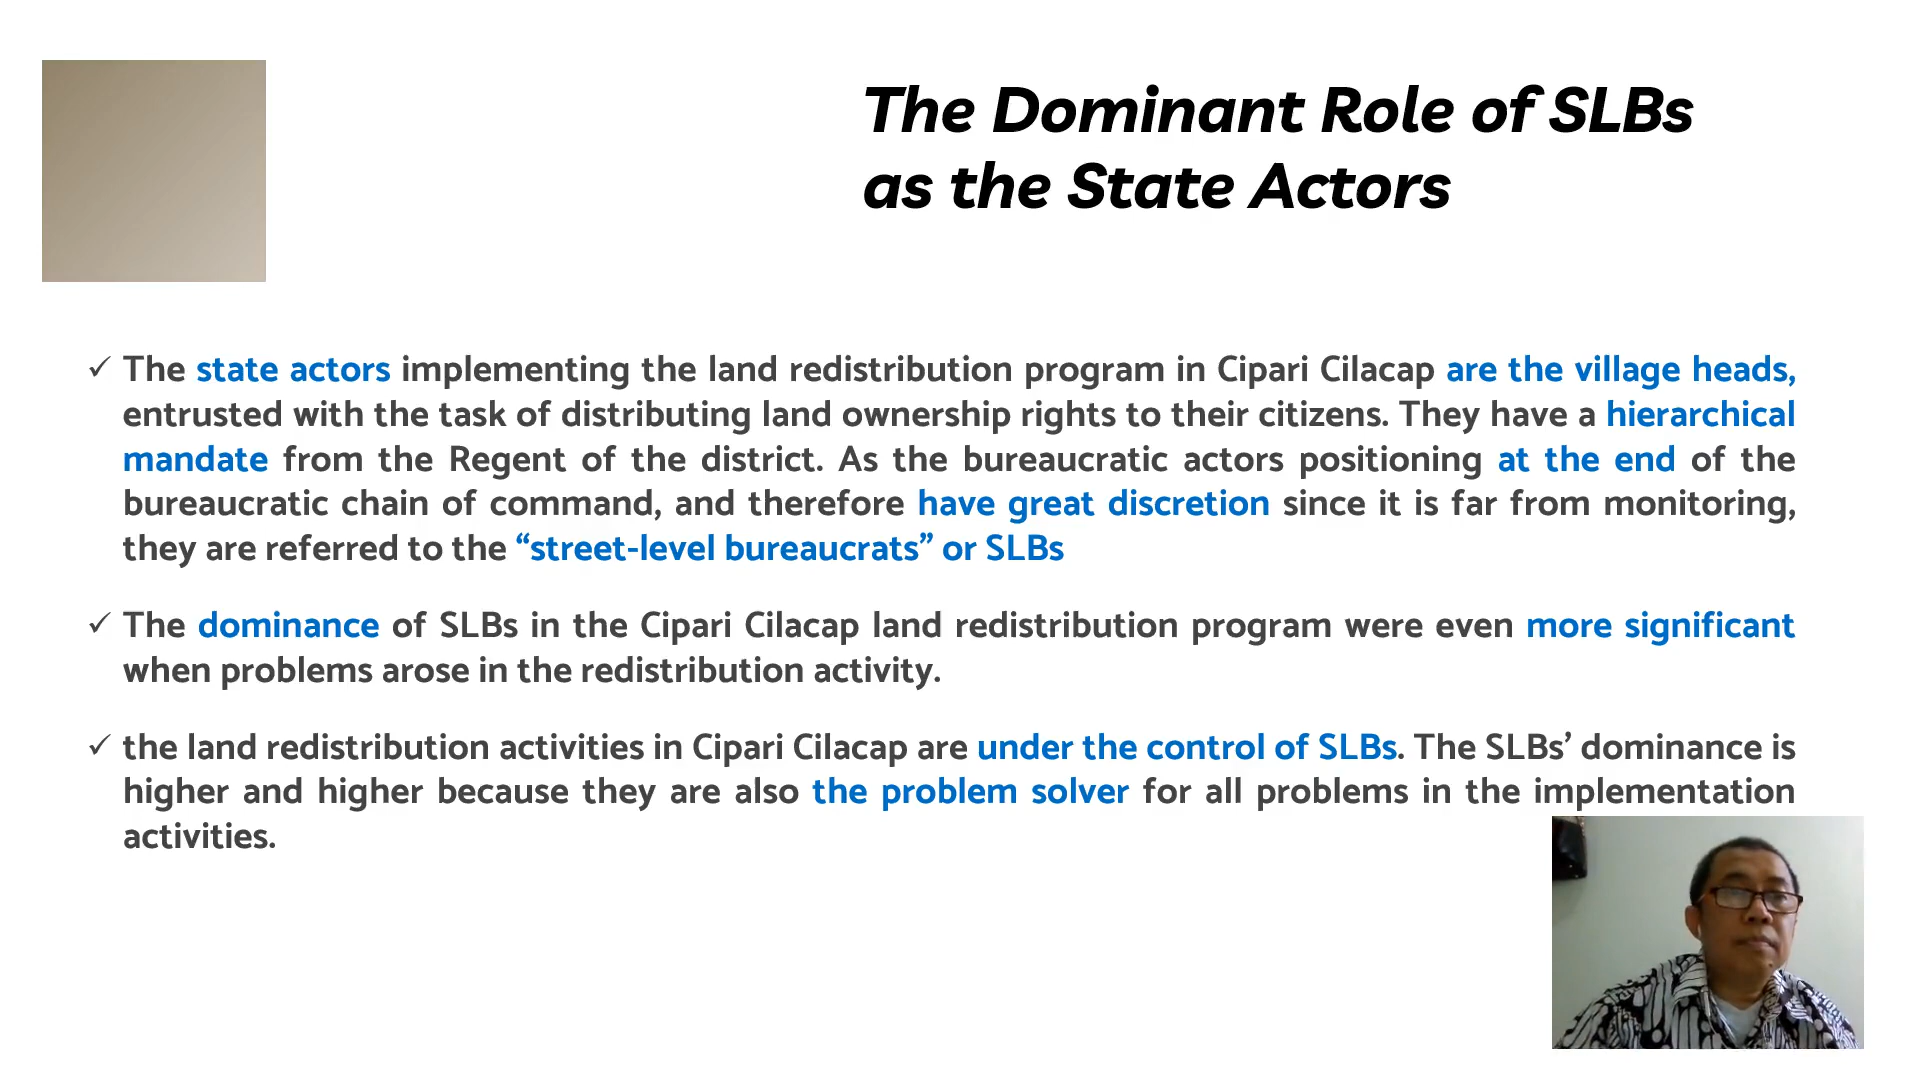 The Dominant Role of SLBs
as the State Actors
✓ The state actors implementing the land redistribution program in Cipari Cilacap are the village heads,
entrusted with the task of distributing land ownership rights to their citizens. They have a hierarchical
mandate from the Regent of the district. As the bureaucratic actors positioning at the end of the
bureaucratic chain of command, and therefore have great discretion since it is far from monitoring,
they are referred to the “street-level bureaucrats” or SLBs
✓ The dominance of SLBs in the Cipari Cilacap land redistribution program were even more significant
when problems arose in the redistribution activity.
✓ the land redistribution activities in Cipari Cilacap are under the control of SLBs. The SLBs’ dominance is
higher and higher because they are also the problem solver for all problems in the implementation
activities.